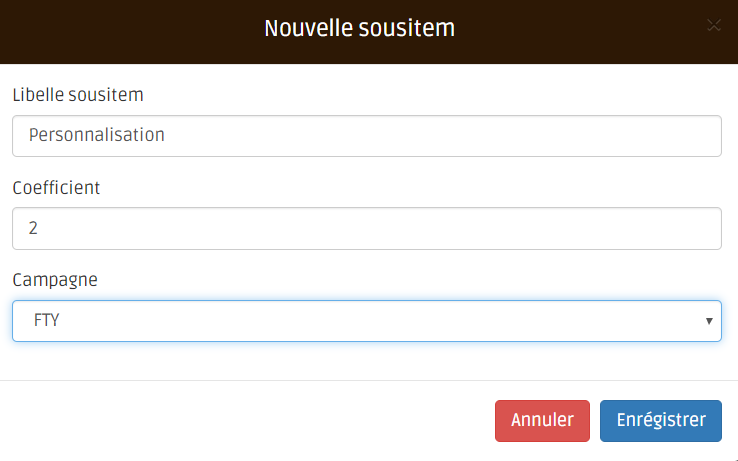 Nouvelle sousitem
Libelle sousitem
Personnalisation
Coefficient
2
Campagne
FTY
Annuler
Enrégistrer